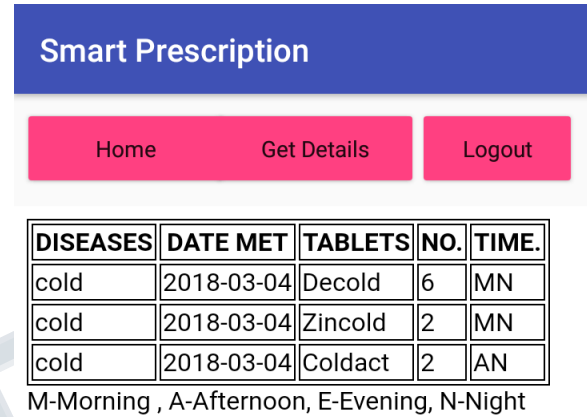 Smart Prescription
Home Get Details Logout
DISEASES DATE MET TABLETS NO. TIME.
cold 2018-03-04 Decold 6 MN
cold 2018-03-04 Zincold 2 MN
cold 2018-03-04 Coldact 2 AN
M-Morning , A-Afternoon, E-Evening, N-Night